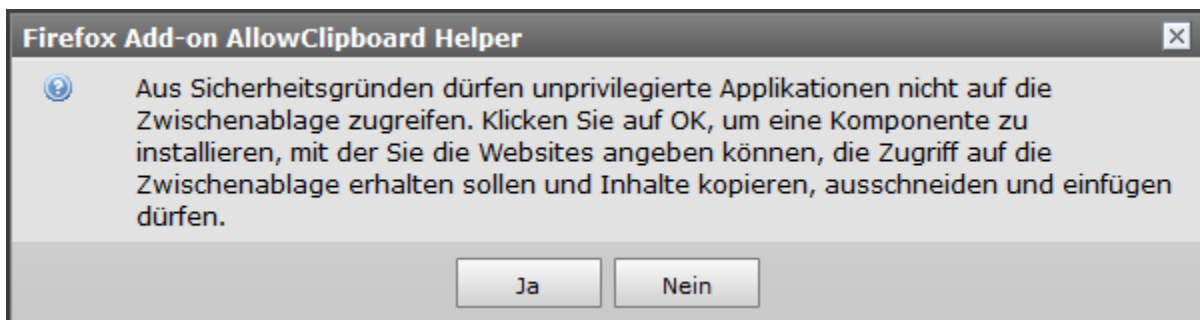 Firefox Add-on AllowClipboard Helper
Aus Sicherheitsgründen dürfen unprivilegierte Applikationen nicht auf die
Zwischenablage zugreifen. Klicken Sie auf OK, um eine Komponente zu
installieren, mit der Sie die Websites angeben können, die Zugriff auf die
Zwischenablage erhalten sollen und Inhalte kopieren, ausschneiden und einfügen
dürfen.
Ja Nein